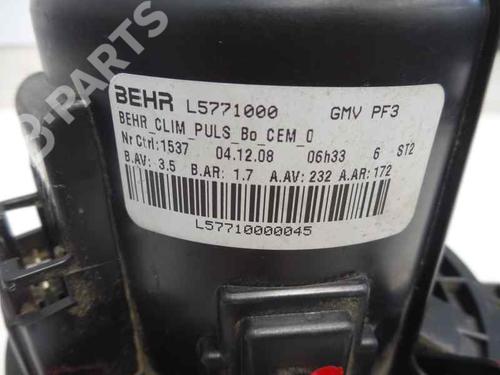 B-PARTS
BEHR L5771000 GMV PF3
BEHR_CLIM_PULS_Bo_CEM_0
Nr Ctrl:1537 04.12.08 06h33 6 ST2
B.AV: 3.5 B.AR: 1.7 A.AV: 232 A.AR:172
L57710000045